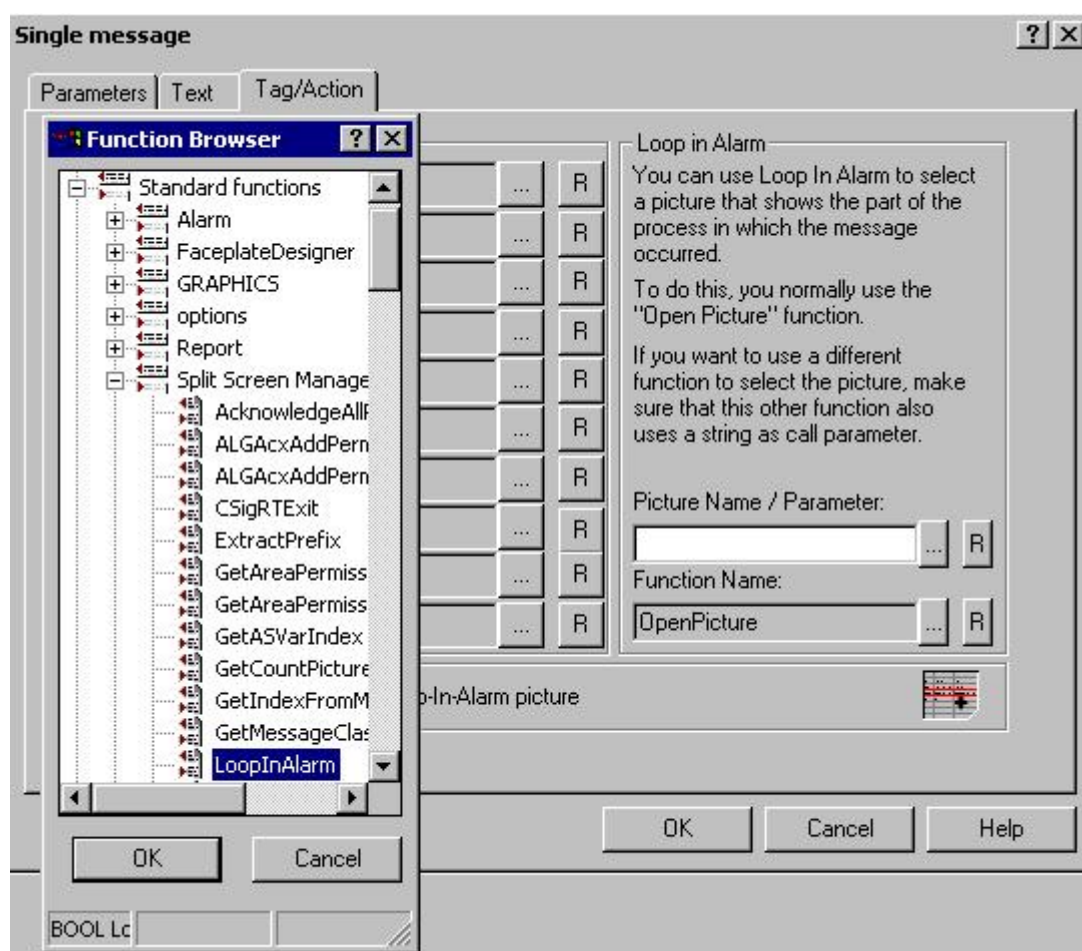 Single message
Parameters
Text
Tag/Action
Function Browser
Standard functions
Alarm
FaceplateDesigner
GRAPHICS
options
Report
Split Screen Manage
AcknowledgeAll
ALGAcxAddPerm
ALGAcxAddPern
CSigRTExit
ExtractPrefix
GetAreaPermiss
GetAreaPermiss
GetASVarIndex
GetCountPicture
GetIndexFromM
GetMessageClas
LoopInAlarm
OK
Cancel
BOOL Lc
... R
... R
... R
... R
... R
... R
... R
... R
... R
... R
Loop in Alarm
You can use Loop In Alarm to select
a picture that shows the part of the
process in which the message
occurred.
To do this, you normally use the
"Open Picture" function.
If you want to use a different
function to select the picture, make
sure that this other function also
uses a string as call parameter.
Picture Name / Parameter:
... R
Function Name:
OpenPicture ... R
p-In-Alarm picture
OK
Cancel
Help